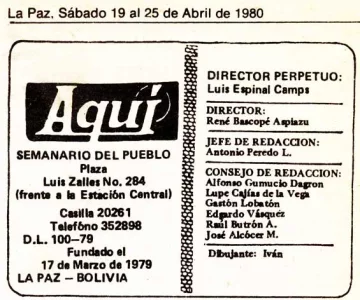 La Paz, Sábado 19 al 25 de Abril de 1980
Aquí
SEMANARIO DEL PUEBLO
Plaza
Luis Zalles No. 284
(frente a la Estación Central)
Casilla 20261
Telefóno 352898
D.L. 100–79
Fundado el
17 de Marzo de 1979
LA PAZ – BOLIVIA
DIRECTOR PERPETUO:
Luis Espinal Camps
DIRECTOR:
René Bascopé Aspiazu
JEFE DE REDACCION:
Antonio Peredo L.
CONSEJO DE REDACCION:
Alfonso Gumucio Dagron
Lupe Cajías de la Vega
Gastón Lobatón
Edgardo Vásquez
Raúl Butrón A.
José Alcócer M.
Dibujante: Iván